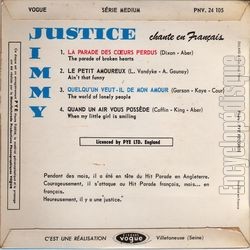 VOGUE SÉRIE MEDIUM PNV. 24 105
JUSTICE chante en Français
JIMMY
1. LA PARADE DES CŒURS PERDUS (Dixon - Aber)
The parade of broken hearts
2. LE PETIT AMOUREUX (L. Vandyke - A. Gounay)
Ain't that funny
3. QUELQU'UN VEUT-IL DE MON AMOUR (Garson - Kaye - Cour)
The world of lonely people
4. QUAND UN AIR VOUS POSSÈDE (Coffin - King - Aber)
When my little girl is smiling
Licenced by PYE LTD. England
Pendant des mois, il a été en tête du Hit Parade en Angleterre.
Courageusement, il s'attaque au Hit Parade français, mais...
en français.
Heureusement, il y a une justice.
C'EST UNE RÉALISATION vogue Villetaneuse (Seine)